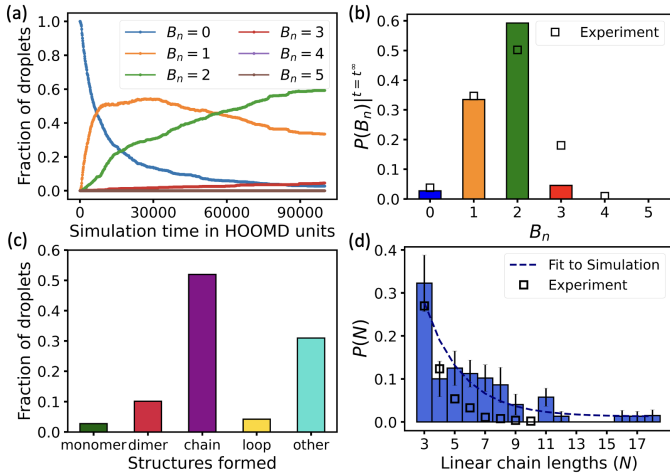 (a)
1.0
0.8
0.6
0.4
0.2
0.0
Fraction of droplets
B_n = 0
B_n = 1
B_n = 2
B_n = 3
B_n = 4
B_n = 5
0 30000 60000 90000
Simulation time in HOOMD units
(b)
0.6
0.5
0.4
0.3
0.2
0.1
0.0
P(B_n)|^{t = t^∞}
Experiment
0 1 2 3 4 5
B_n
(c)
0.6
0.5
0.4
0.3
0.2
0.1
0.0
Fraction of droplets
monomer dimer chain loop other
Structures formed
(d)
0.4
0.3
0.2
0.1
0.0
P(N)
Fit to Simulation
Experiment
3 5 7 9 11 13 15 17
Linear chain lengths (N)